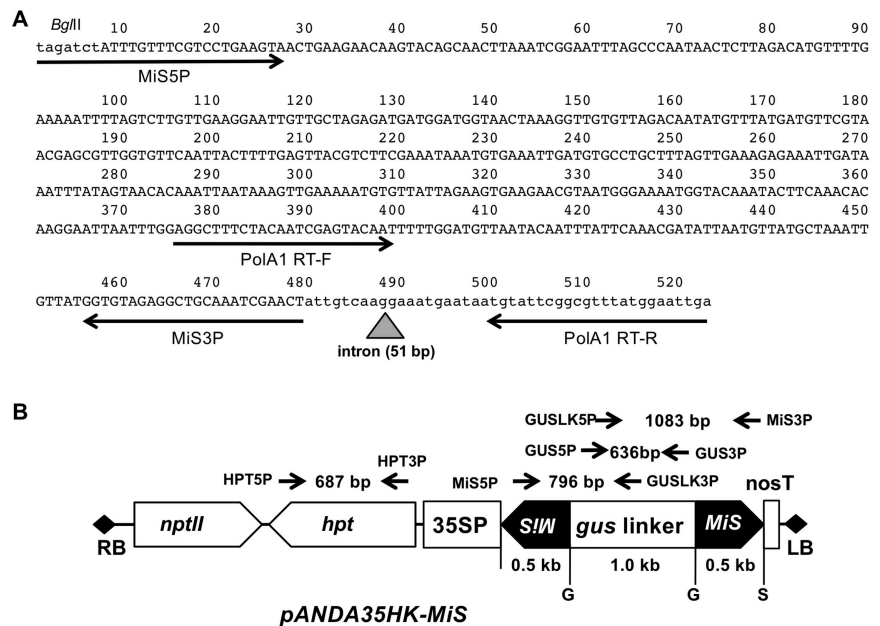 A
BglII 10 20 30 40 50 60 70 80 90
tagatctATTTGTTTCGTCCTGAAGTAACTGAAGAACAAGTACAGCAACTTAAATCGGAATTTAGCCCAATAACTCTTAGACATGTTTTG
MiS5P
100 110 120 130 140 150 160 170 180
AAAAATTTTAGTCTTGTTGAAGGAATTGTTGCTAGAGATGATGGATGGTAACTAAAGGTTGTGTTAGACAATATGTTTATGATGTTCGTA
190 200 210 220 230 240 250 260 270
ACGAGCGTTGGTGTTCAATTACTTTTGAGTTACGTCTTCGAAATAAATGTGAAATTGATGTGCCTGCTTTAGTTGAAAGAGAAATTGATA
280 290 300 310 320 330 340 350 360
AATTTATAGTAACACAAATTAATAAAGTTGAAAAATGTGTTATTAGAAGTGAAGAACGTAATGGGAAAATGGTACAAATACTTCAAACAC
370 380 390 400 410 420 430 440 450
AAGGAATTAATTTGGAGGCTTTCTACAATCGAGTACAATTTTTGGATGTTAATACAATTTATTCAAACGATATTAATGTTATGCTAAATT
PolA1 RT-F
460 470 480 490 500 510 520
GTTATGGTGTAGAGGCTGCAAATCGAACTattgtcaaggaaatgaataatgtattcggcgtttatggaattga
MiS3P PolA1 RT-R
intron (51 bp)
B
GUSLK5P 1083 bp MiS3P
GUS5P 636bp GUS3P
HPT5P 687 bp HPT3P MiS5P 796 bp GUSLK3P nosT
nptII hpt 35SP MiS gus linker MiS
RB LB
0.5 kb 1.0 kb 0.5 kb
G G S
pANDA35HK-MiS